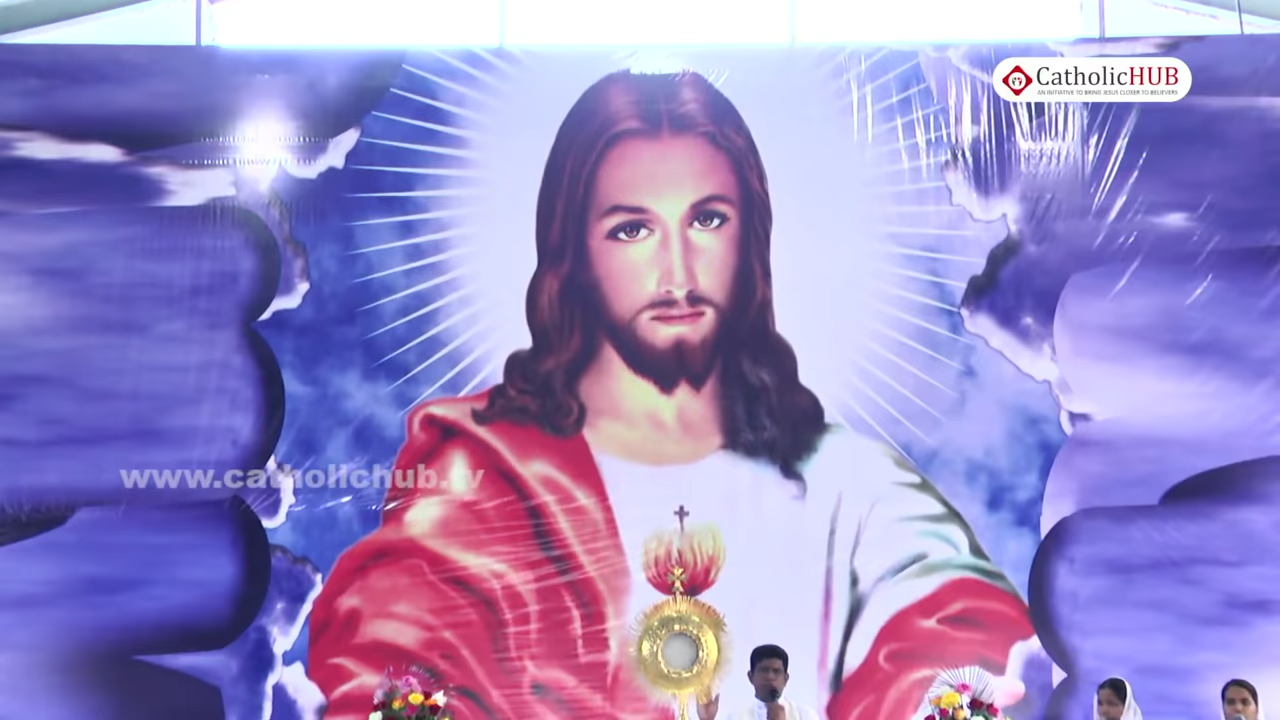 CatholicHUB
AN INITIATIVE TO BRING JESUS CLOSER TO BELIEVERS
www.catholichub.tv